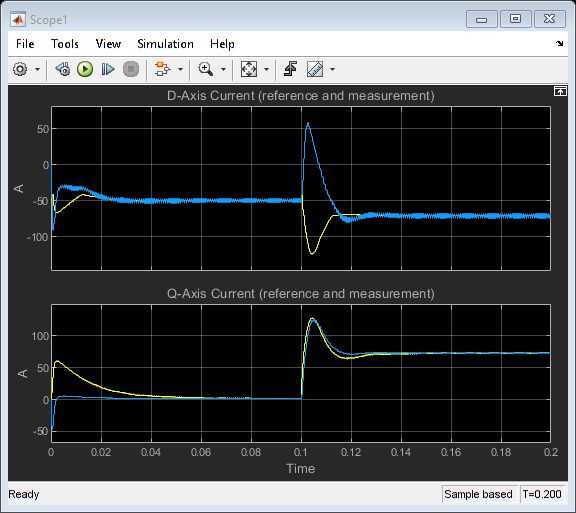 Scope1
File Tools View Simulation Help
D-Axis Current (reference and measurement)
50
0
-50
-100
A
Q-Axis Current (reference and measurement)
100
50
0
-50
A
0 0.02 0.04 0.06 0.08 0.1 0.12 0.14 0.16 0.18 0.2
Time
Ready Sample based T=0.200